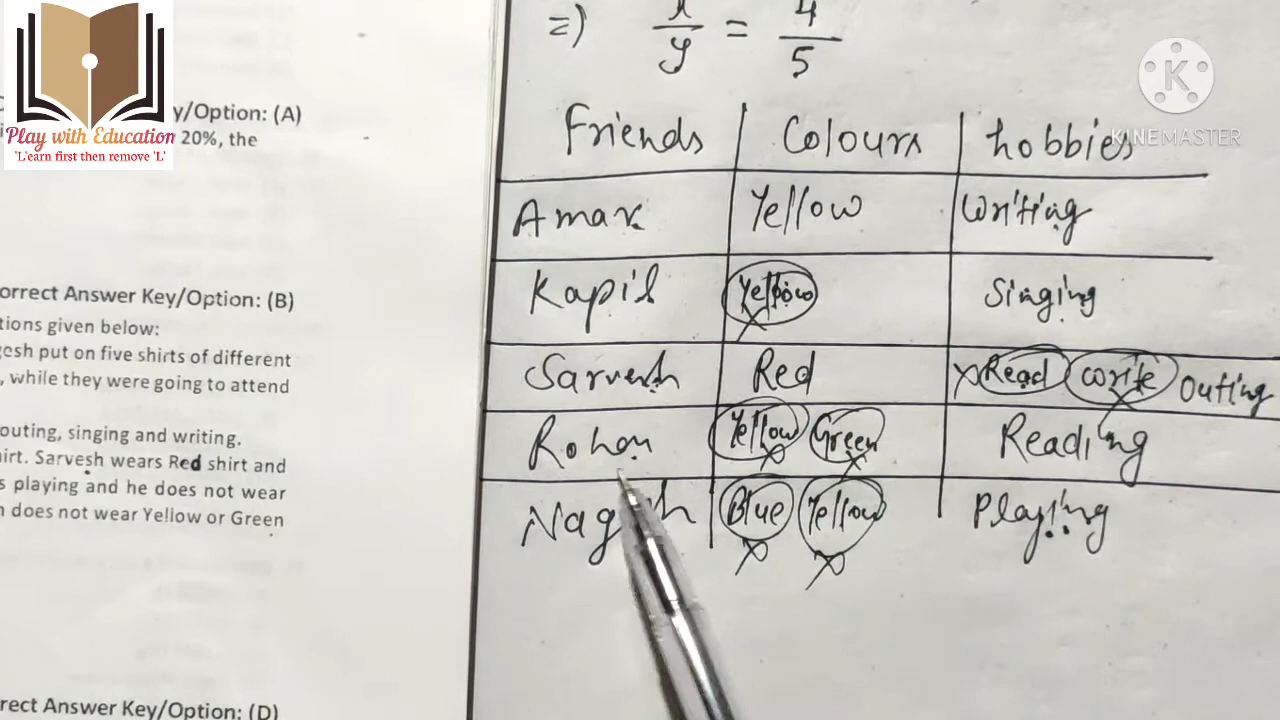 =) x/y = 4/5
y/Option: (A)
20%, the
Play with Education
'L'earn first then remove 'L'
KINEMASTER
Friends Colours hobbies
Amar Yellow Writing
Kapil Yellow Singing
Sarvesh Red Read write Outing
Rohan Yellow Green Reading
Nag h Blue Yellow Playing
orrect Answer Key/Option: (B)
tions given below:
gesh put on five shirts of different
, while they were going to attend
outing, singing and writing.
irt. Sarvesh wears Red shirt and
s playing and he does not wear
n does not wear Yellow or Green
rrect Answer Key/Option: (D)